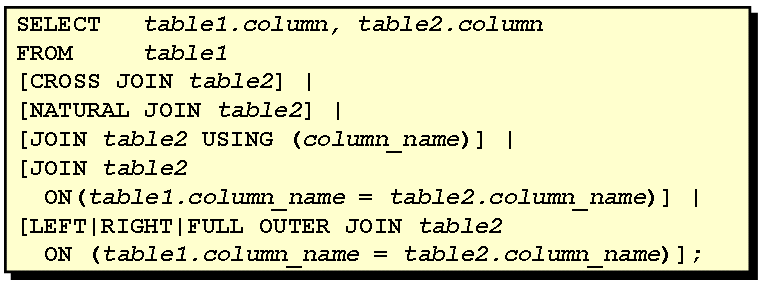 SELECT table1.column, table2.column
FROM table1
[CROSS JOIN table2] |
[NATURAL JOIN table2] |
[JOIN table2 USING (column_name)] |
[JOIN table2
ON(table1.column_name = table2.column_name)] |
[LEFT|RIGHT|FULL OUTER JOIN table2
ON (table1.column_name = table2.column_name)];